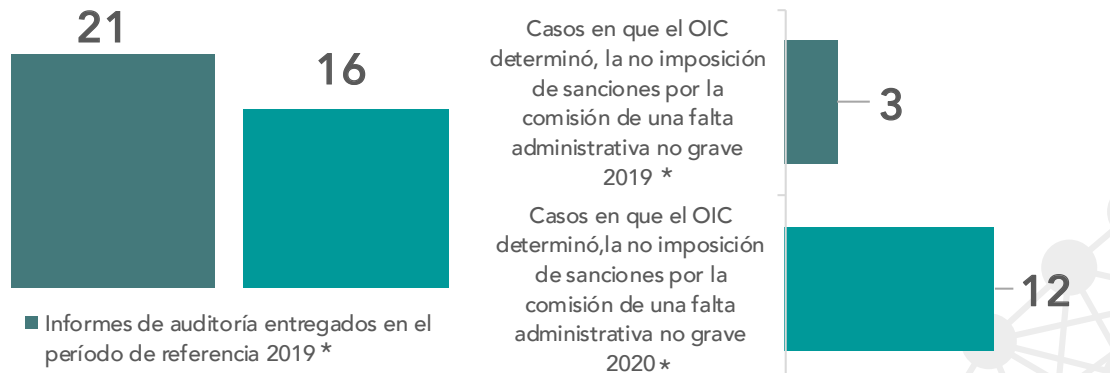 21
16
Informes de auditoría entregados en el
período de referencia 2019 *
Casos en que el OIC
determinó, la no imposición
de sanciones por la
comisión de una falta
administrativa no grave
2019 *
3
Casos en que el OIC
determinó,la no imposición
de sanciones por la
comisión de una falta
administrativa no grave
2020 *
12